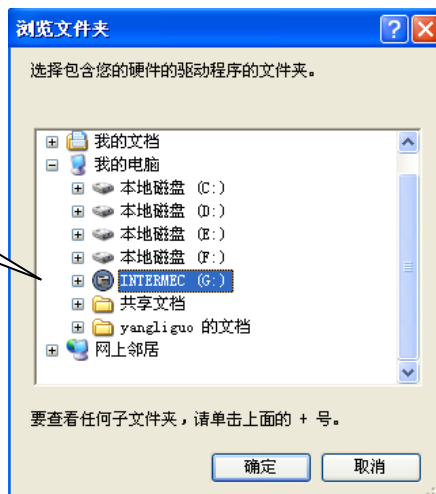 浏览文件夹
选择包含您的硬件的驱动程序的文件夹。
我的文档
我的电脑
本地磁盘 (C:)
本地磁盘 (D:)
本地磁盘 (E:)
本地磁盘 (F:)
INTERMEC (G:)
共享文档
yangliguo 的文档
网上邻居
要查看任何子文件夹，请单击上面的 + 号。
确定
取消